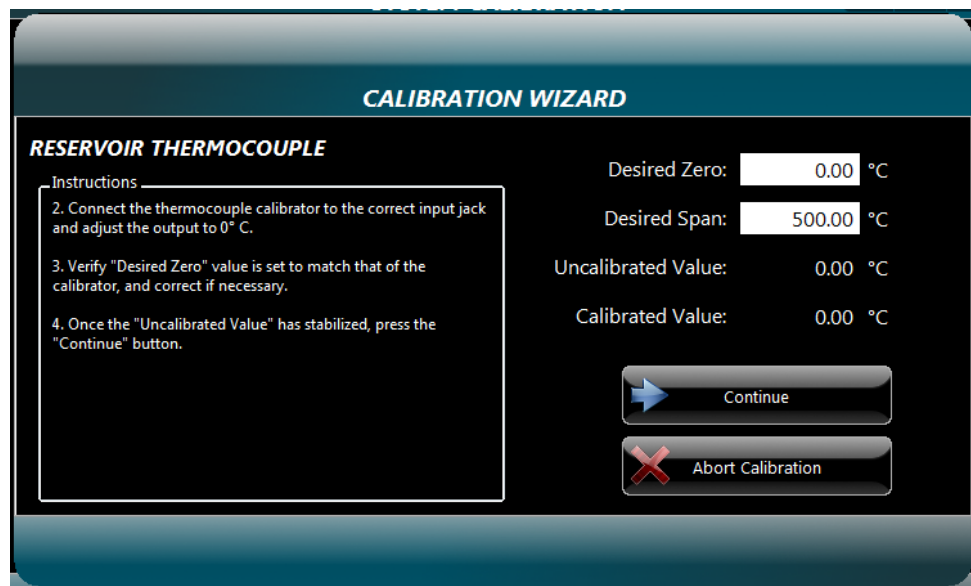 CALIBRATION WIZARD
RESERVOIR THERMOCOUPLE
Instructions
2. Connect the thermocouple calibrator to the correct input jack
and adjust the output to 0° C.
3. Verify "Desired Zero" value is set to match that of the
calibrator, and correct if necessary.
4. Once the "Uncalibrated Value" has stabilized, press the
"Continue" button.
Desired Zero: 0.00 °C
Desired Span: 500.00 °C
Uncalibrated Value: 0.00 °C
Calibrated Value: 0.00 °C
Continue
Abort Calibration